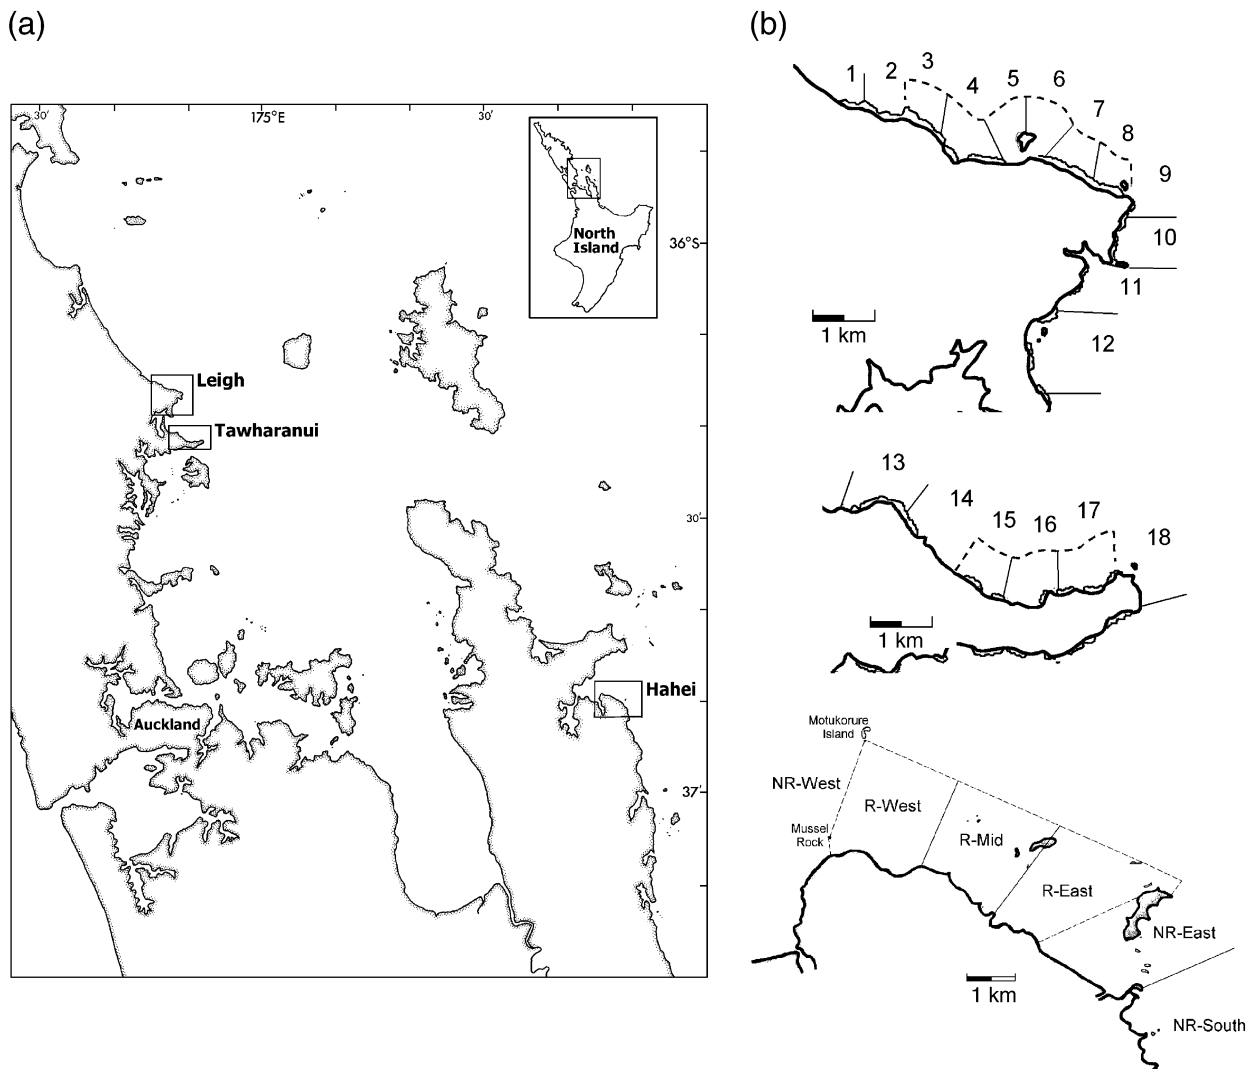 (a)
30'
175°E
30'
North
Island
36°S
Leigh
Tawharanui
30'
Hahei
Auckland
37'
(b)
1
2
3
4
5
6
7
8
9
10
11
12
1 km
13
14
15
16
17
18
1 km
Motukorure
Island
NR-West
R-West
Mussel
Rock
R-Mid
R-East
NR-East
1 km
NR-South